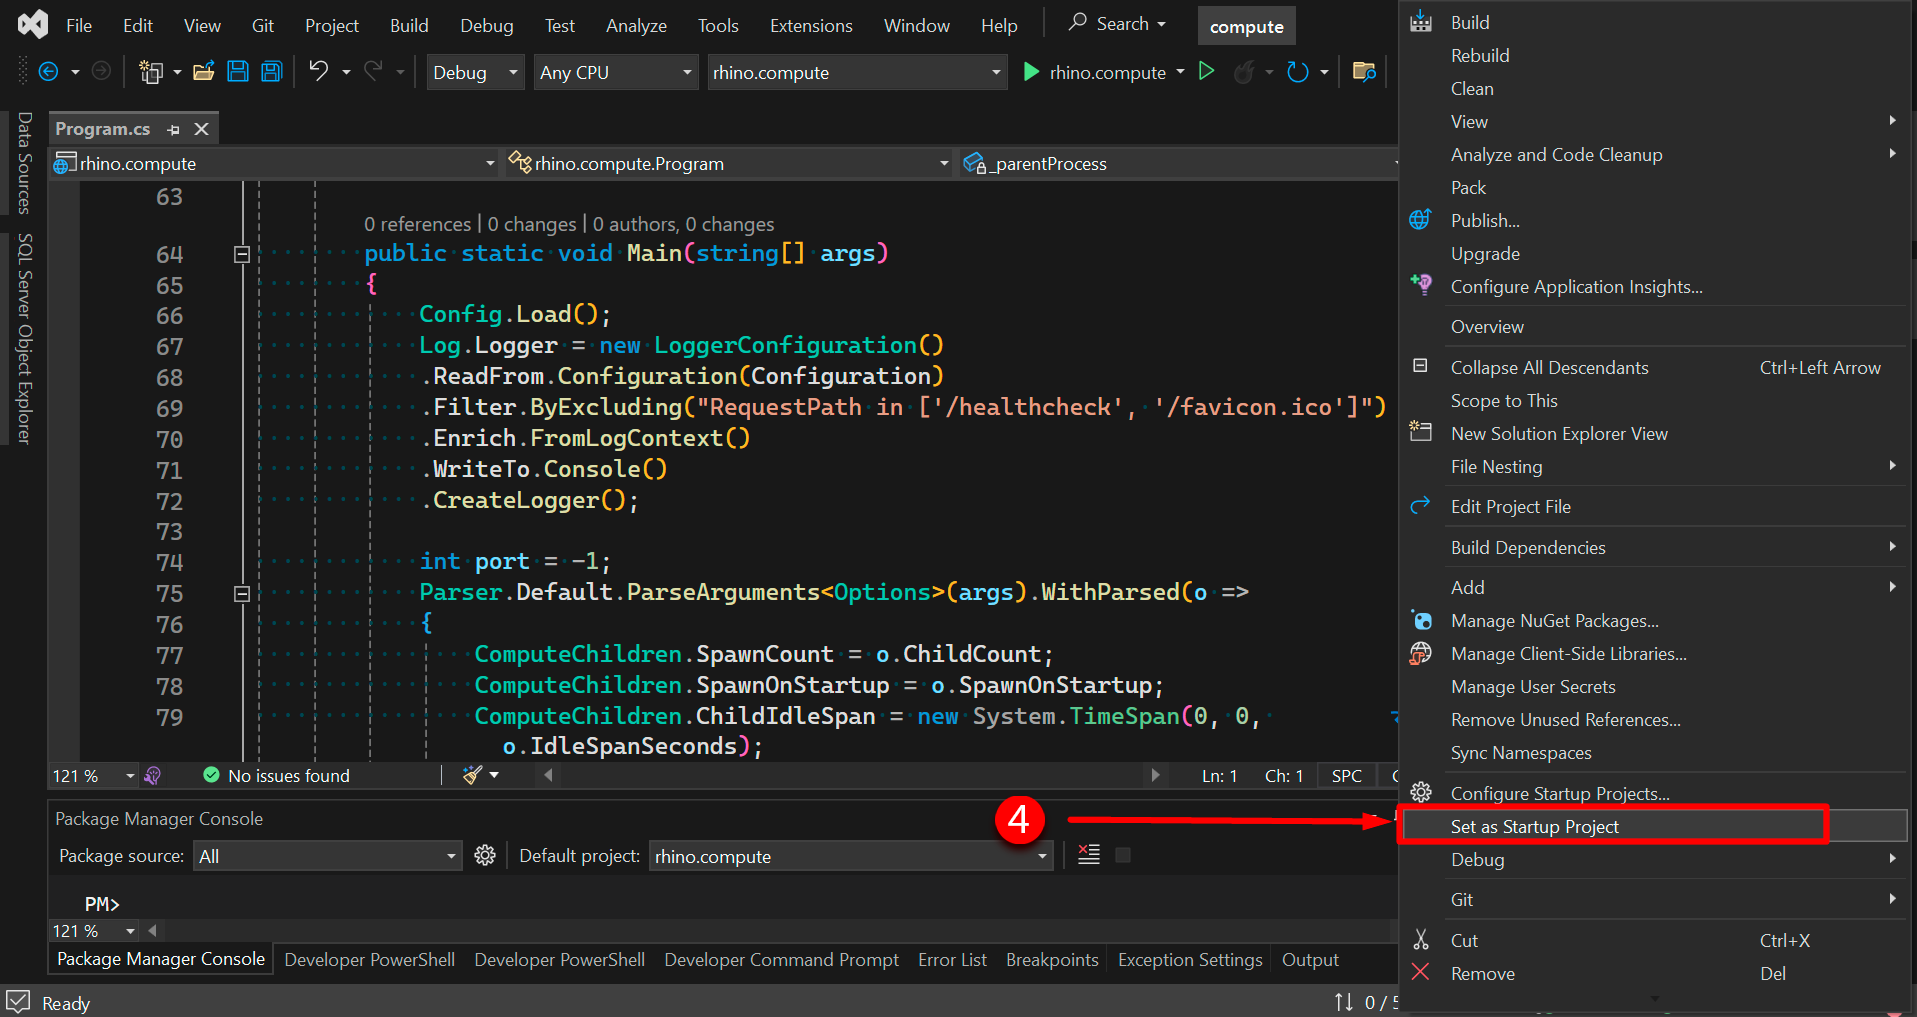 File Edit View Git Project Build Debug Test Analyze Tools Extensions Window Help Search compute
Debug Any CPU rhino.compute rhino.compute
Data Sources
SQL Server Object Explorer
Program.cs
rhino.compute rhino.compute.Program _parentProcess
63
0 references | 0 changes | 0 authors, 0 changes
64 public static void Main(string[] args)
65 {
66 Config.Load();
67 Log.Logger = new LoggerConfiguration()
68 .ReadFrom.Configuration(Configuration)
69 .Filter.ByExcluding("RequestPath in ['/healthcheck', '/favicon.ico']")
70 .Enrich.FromLogContext()
71 .WriteTo.Console()
72 .CreateLogger();
73
74 int port = -1;
75 Parser.Default.ParseArguments<Options>(args).WithParsed(o =>
76 {
77 ComputeChildren.SpawnCount = o.ChildCount;
78 ComputeChildren.SpawnOnStartup = o.SpawnOnStartup;
79 ComputeChildren.ChildIdleSpan = new System.TimeSpan(0, 0,
o.IdleSpanSeconds);
121 % No issues found Ln: 1 Ch: 1 SPC
Package Manager Console
Package source: All Default project: rhino.compute
PM>
121 %
Package Manager Console Developer PowerShell Developer PowerShell Developer Command Prompt Error List Breakpoints Exception Settings Output
Ready 0 / 5
4
Build
Rebuild
Clean
View
Analyze and Code Cleanup
Pack
Publish...
Upgrade
Configure Application Insights...
Overview
Collapse All Descendants Ctrl+Left Arrow
Scope to This
New Solution Explorer View
File Nesting
Edit Project File
Build Dependencies
Add
Manage NuGet Packages...
Manage Client-Side Libraries...
Manage User Secrets
Remove Unused References...
Sync Namespaces
Configure Startup Projects...
Set as Startup Project
Debug
Git
Cut Ctrl+X
Remove Del